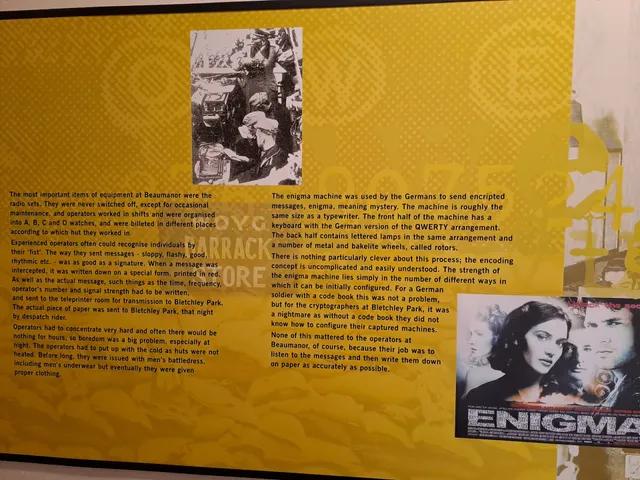 The most important items of equipment at Beaumanor were the
radio sets. They were never switched off, except for occasional
maintenance, and operators worked in shifts and were organised
into A, B, C and D watches, and were billeted in different places
according to which hut they worked in.
Experienced operators often could recognise individuals by
their 'fist'. The way they sent messages - sloppy, flashy, good,
rhythmic etc. - was as good as a signature. When a message was
intercepted, it was written down on a special form, printed in red.
As well as the actual message, such things as the time, frequency,
operator's number and signal strength had to be written,
and sent to the teleprinter room for transmission to Bletchley Park.
The actual piece of paper was sent to Bletchley Park, that night
by despatch rider.
Operators had to concentrate very hard and often there would be
nothing for hours, so boredom was a big problem, especially at
night. The operators had to put up with the cold as huts were not
heated. Before long, they were issued with men's battledress,
including men's underwear but eventually they were given
proper clothing.
The enigma machine was used by the Germans to send encripted
messages, enigma, meaning mystery. The machine is roughly the
same size as a typewriter. The front half of the machine has a
keyboard with the German version of the QWERTY arrangement.
The back half contains lettered lamps in the same arrangement and
a number of metal and bakelite wheels, called rotors.
There is nothing particularly clever about this process; the encoding
concept is uncomplicated and easily understood. The strength of
the enigma machine lies simply in the number of different ways in
which it can be initially configured. For a German
soldier with a code book this was not a problem,
but for the cryptographers at Bletchley Park, it was
a nightmare as without a code book they did not
know how to configure their captured machines.
None of this mattered to the operators at
Beaumanor, of course, because their job was to
listen to the messages and then write them down
on paper as accurately as possible.
ENIGMA